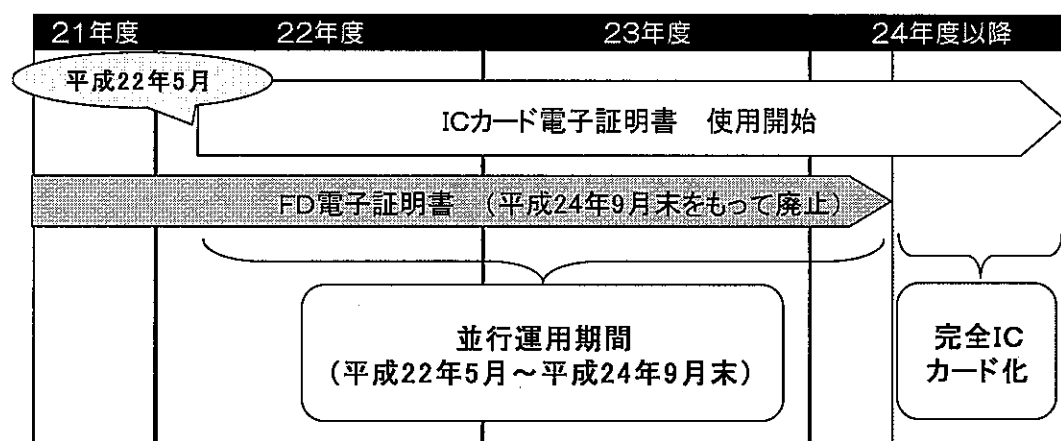 21年度 22年度 23年度 24年度以降
平成22年5月
ICカード電子証明書 使用開始
FD電子証明書 (平成24年9月末をもって廃止)
並行運用期間
(平成22年5月~平成24年9月末)
完全IC
カード化